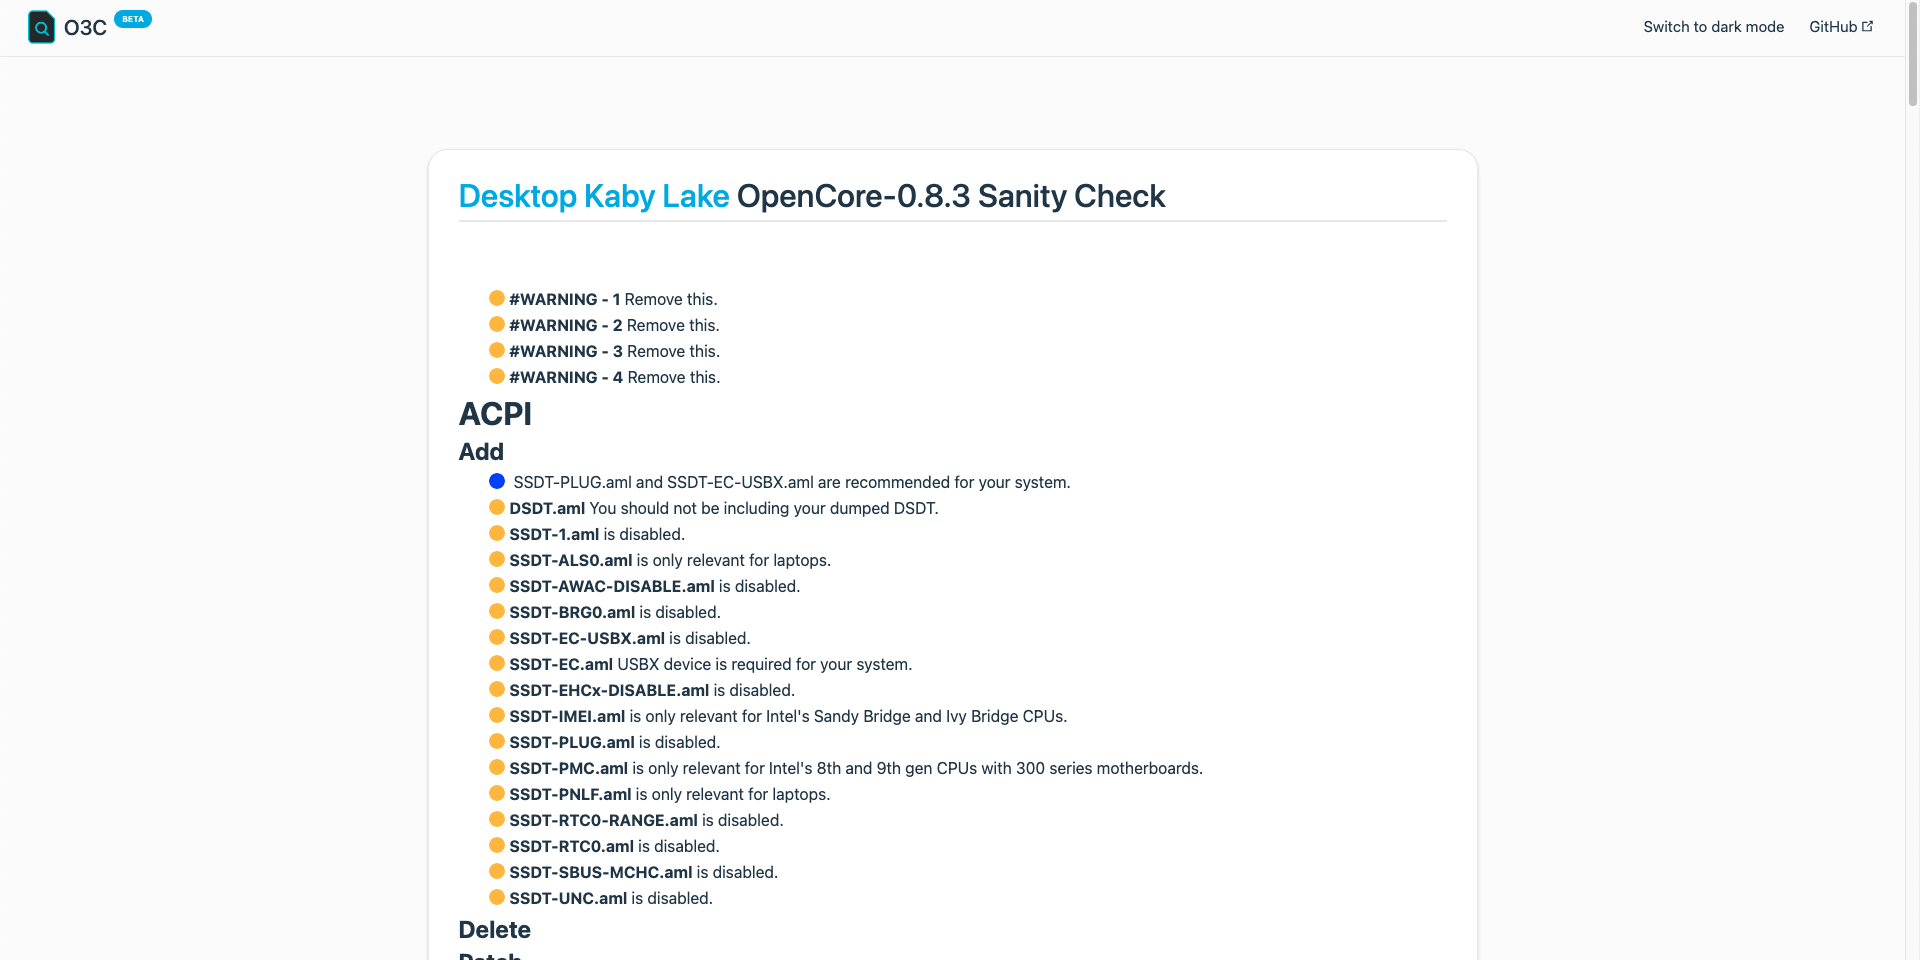 O3C BETA
Switch to dark mode
GitHub
Desktop Kaby Lake OpenCore-0.8.3 Sanity Check
#WARNING - 1 Remove this.
#WARNING - 2 Remove this.
#WARNING - 3 Remove this.
#WARNING - 4 Remove this.
ACPI
Add
SSDT-PLUG.aml and SSDT-EC-USBX.aml are recommended for your system.
DSDT.aml You should not be including your dumped DSDT.
SSDT-1.aml is disabled.
SSDT-ALS0.aml is only relevant for laptops.
SSDT-AWAC-DISABLE.aml is disabled.
SSDT-BRG0.aml is disabled.
SSDT-EC-USBX.aml is disabled.
SSDT-EC.aml USBX device is required for your system.
SSDT-EHCx-DISABLE.aml is disabled.
SSDT-IMEI.aml is only relevant for Intel's Sandy Bridge and Ivy Bridge CPUs.
SSDT-PLUG.aml is disabled.
SSDT-PMC.aml is only relevant for Intel's 8th and 9th gen CPUs with 300 series motherboards.
SSDT-PNLF.aml is only relevant for laptops.
SSDT-RTC0-RANGE.aml is disabled.
SSDT-RTC0.aml is disabled.
SSDT-SBUS-MCHC.aml is disabled.
SSDT-UNC.aml is disabled.
Delete
Patch